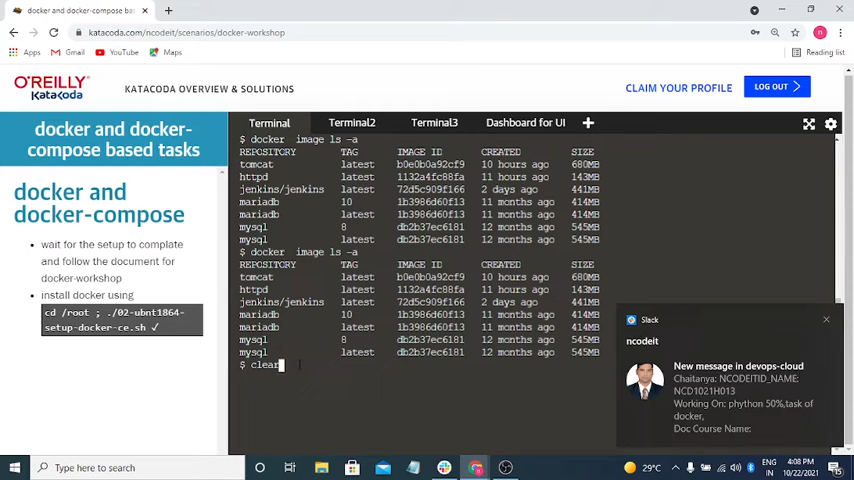 docker and docker-compose based tasks
katacoda.com/ncodeit/scenarios/docker-workshop
n
Apps
Gmail
YouTube
Maps
Reading list
O'REILLY
KataCoda
KATACODA OVERVIEW & SOLUTIONS
CLAIM YOUR PROFILE
LOG OUT
docker and docker-
compose based tasks
docker and
docker-compose
wait for the setup to complate
and follow the document for
docker-workshop
install docker using
cd /root ; ./02-ubnt1864-
setup-docker-ce.sh ✓
Terminal
Terminal2
Terminal3
Dashboard for UI
$ docker  image ls -a
REPOSITORY TAG IMAGE ID CREATED SIZE
tomcat latest b0e0b0a92cf9 10 hours ago 680MB
httpd latest 1132a4fc88fa 11 hours ago 143MB
jenkins/jenkins latest 72d5c909f166 2 days ago 441MB
mariadb 10 1b3986d60f13 11 months ago 414MB
mariadb latest 1b3986d60f13 11 months ago 414MB
mysql 8 db2b37ec6181 12 months ago 545MB
mysql latest db2b37ec6181 12 months ago 545MB
$ docker  image ls -a
REPOSITORY TAG IMAGE ID CREATED SIZE
tomcat latest b0e0b0a92cf9 10 hours ago 680MB
httpd latest 1132a4fc88fa 11 hours ago 143MB
jenkins/jenkins latest 72d5c909f166 2 days ago 441MB
mariadb 10 1b3986d60f13 11 months ago 414MB
mariadb latest 1b3986d60f13 11 months ago 414MB
mysql 8 db2b37ec6181 12 months ago 545MB
mysql latest db2b37ec6181 12 months ago 545MB
$ clear
Slack
ncodeit
New message in devops-cloud
Chaitanya: NCODEITID_NAME:
NCD1021H013
Working On: phython 50%,task of
docker,
Doc Course Name:
Type here to search
29°C
ENG
IN
4:08 PM
10/22/2021
15